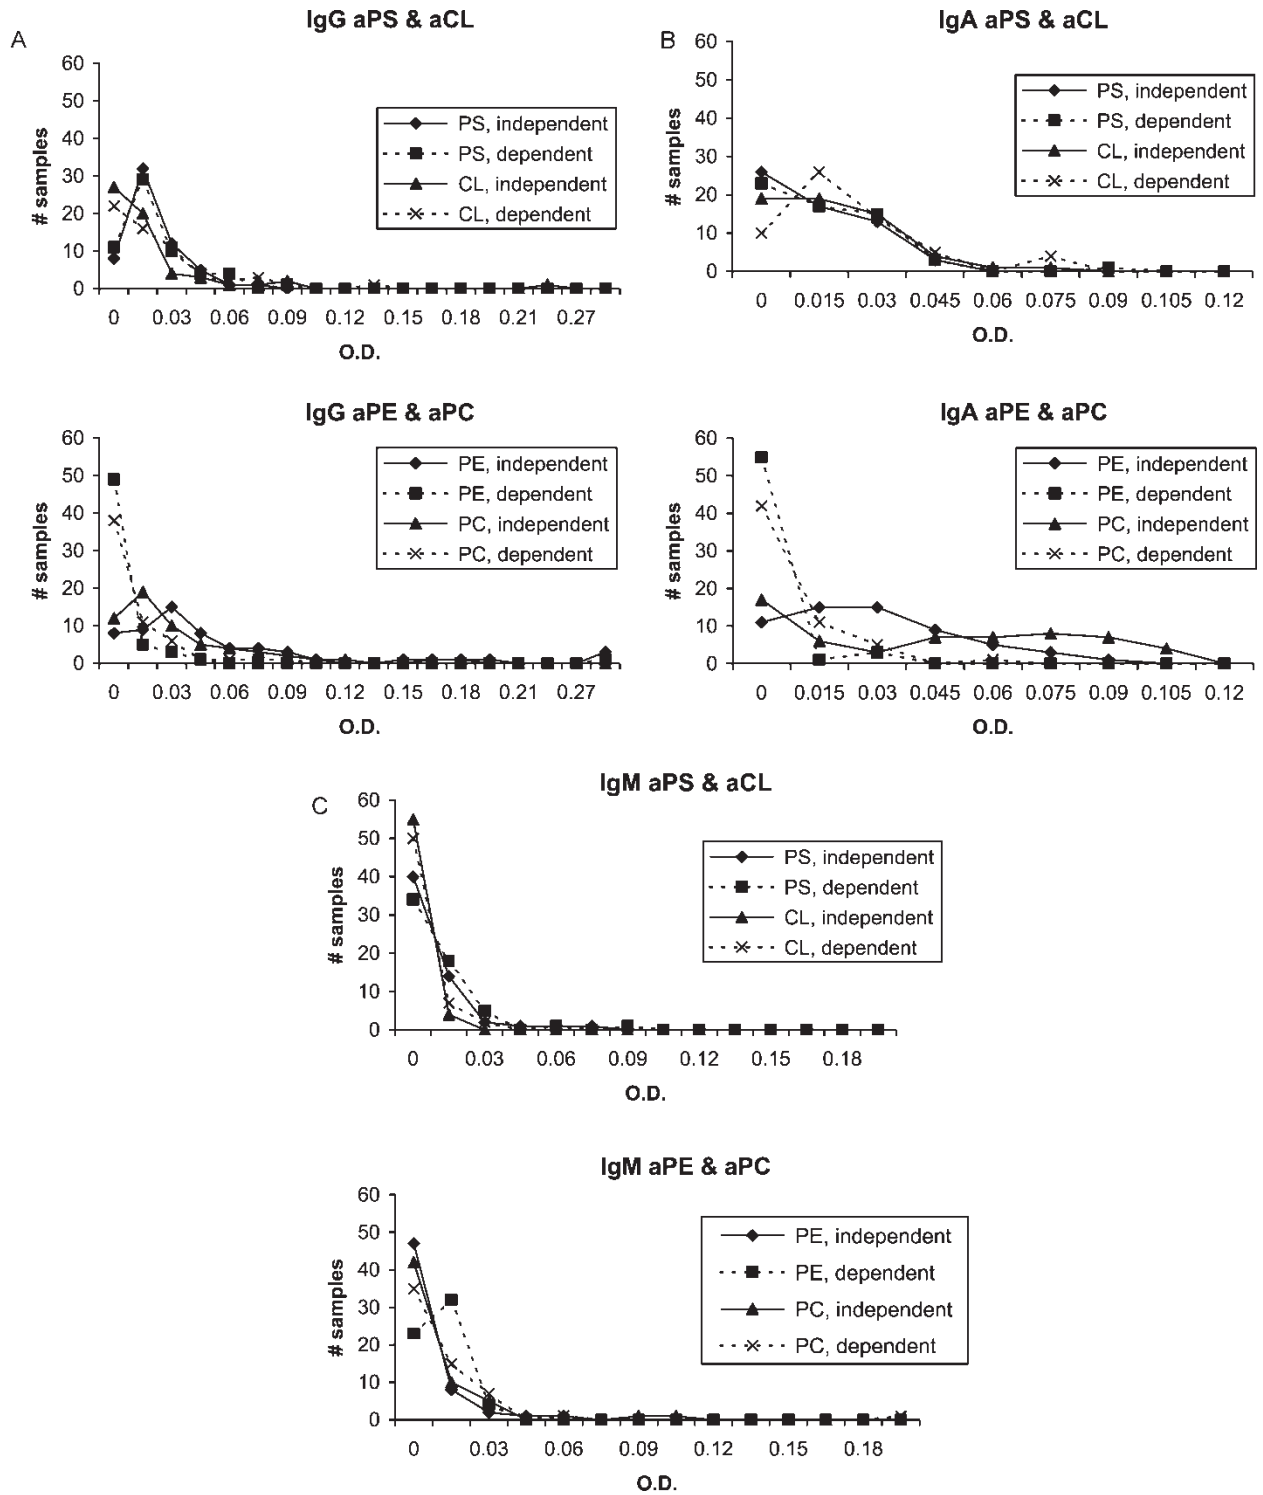 A
IgG aPS & aCL
60
50
40
30
20
10
0
# samples
PS, independent
PS, dependent
CL, independent
CL, dependent
0 0.03 0.06 0.09 0.12 0.15 0.18 0.21 0.27
O.D.
B
IgA aPS & aCL
60
50
40
30
20
10
0
# samples
PS, independent
PS, dependent
CL, independent
CL, dependent
0 0.015 0.03 0.045 0.06 0.075 0.09 0.105 0.12
O.D.
IgG aPE & aPC
60
50
40
30
20
10
0
# samples
PE, independent
PE, dependent
PC, independent
PC, dependent
0 0.03 0.06 0.09 0.12 0.15 0.18 0.21 0.27
O.D.
IgA aPE & aPC
60
50
40
30
20
10
0
# samples
PE, independent
PE, dependent
PC, independent
PC, dependent
0 0.015 0.03 0.045 0.06 0.075 0.09 0.105 0.12
O.D.
C
IgM aPS & aCL
60
50
40
30
20
10
0
# samples
PS, independent
PS, dependent
CL, independent
CL, dependent
0 0.03 0.06 0.09 0.12 0.15 0.18
O.D.
IgM aPE & aPC
60
50
40
30
20
10
0
# samples
PE, independent
PE, dependent
PC, independent
PC, dependent
0 0.03 0.06 0.09 0.12 0.15 0.18
O.D.